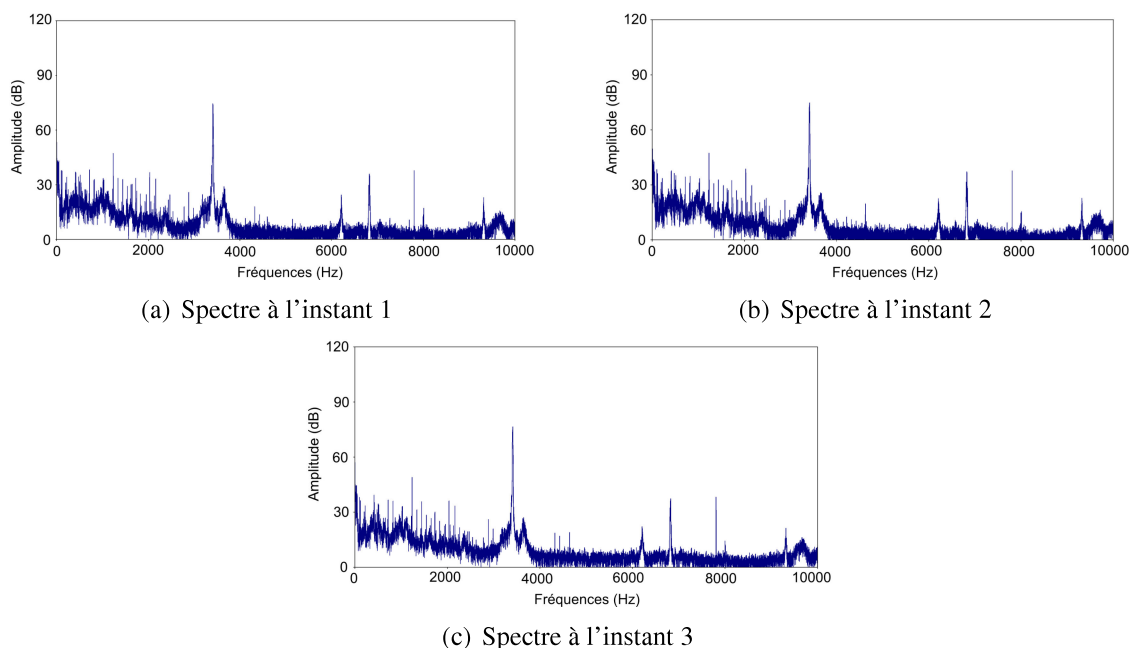 120
90
60
30
0
Amplitude (dB)
0 2000 4000 6000 8000 10000
Fréquences (Hz)
(a) Spectre à l'instant 1
120
90
60
30
0
Amplitude (dB)
0 2000 4000 6000 8000 10000
Fréquences (Hz)
(b) Spectre à l'instant 2
120
90
60
30
0
Amplitude (dB)
0 2000 4000 6000 8000 10000
Fréquences (Hz)
(c) Spectre à l'instant 3